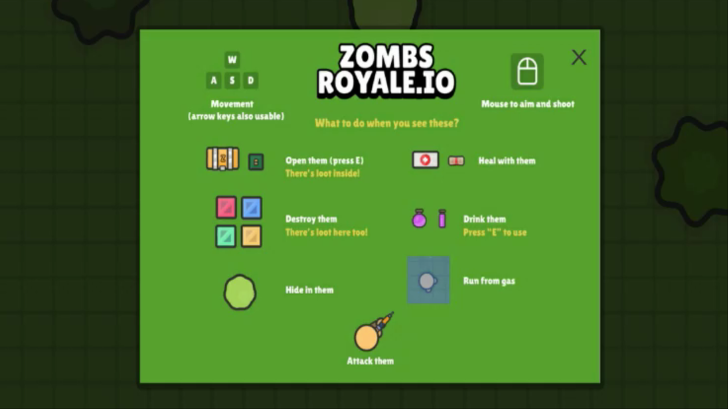 W
A S D
Movement
(arrow keys also usable)
ZOMBS
ROYALE.IO
Mouse to aim and shoot
What to do when you see these?
Open them (press E)
There's loot inside!
Heal with them
Destroy them
There's loot here too!
Drink them
Press "E" to use
Hide in them
Run from gas
Attack them